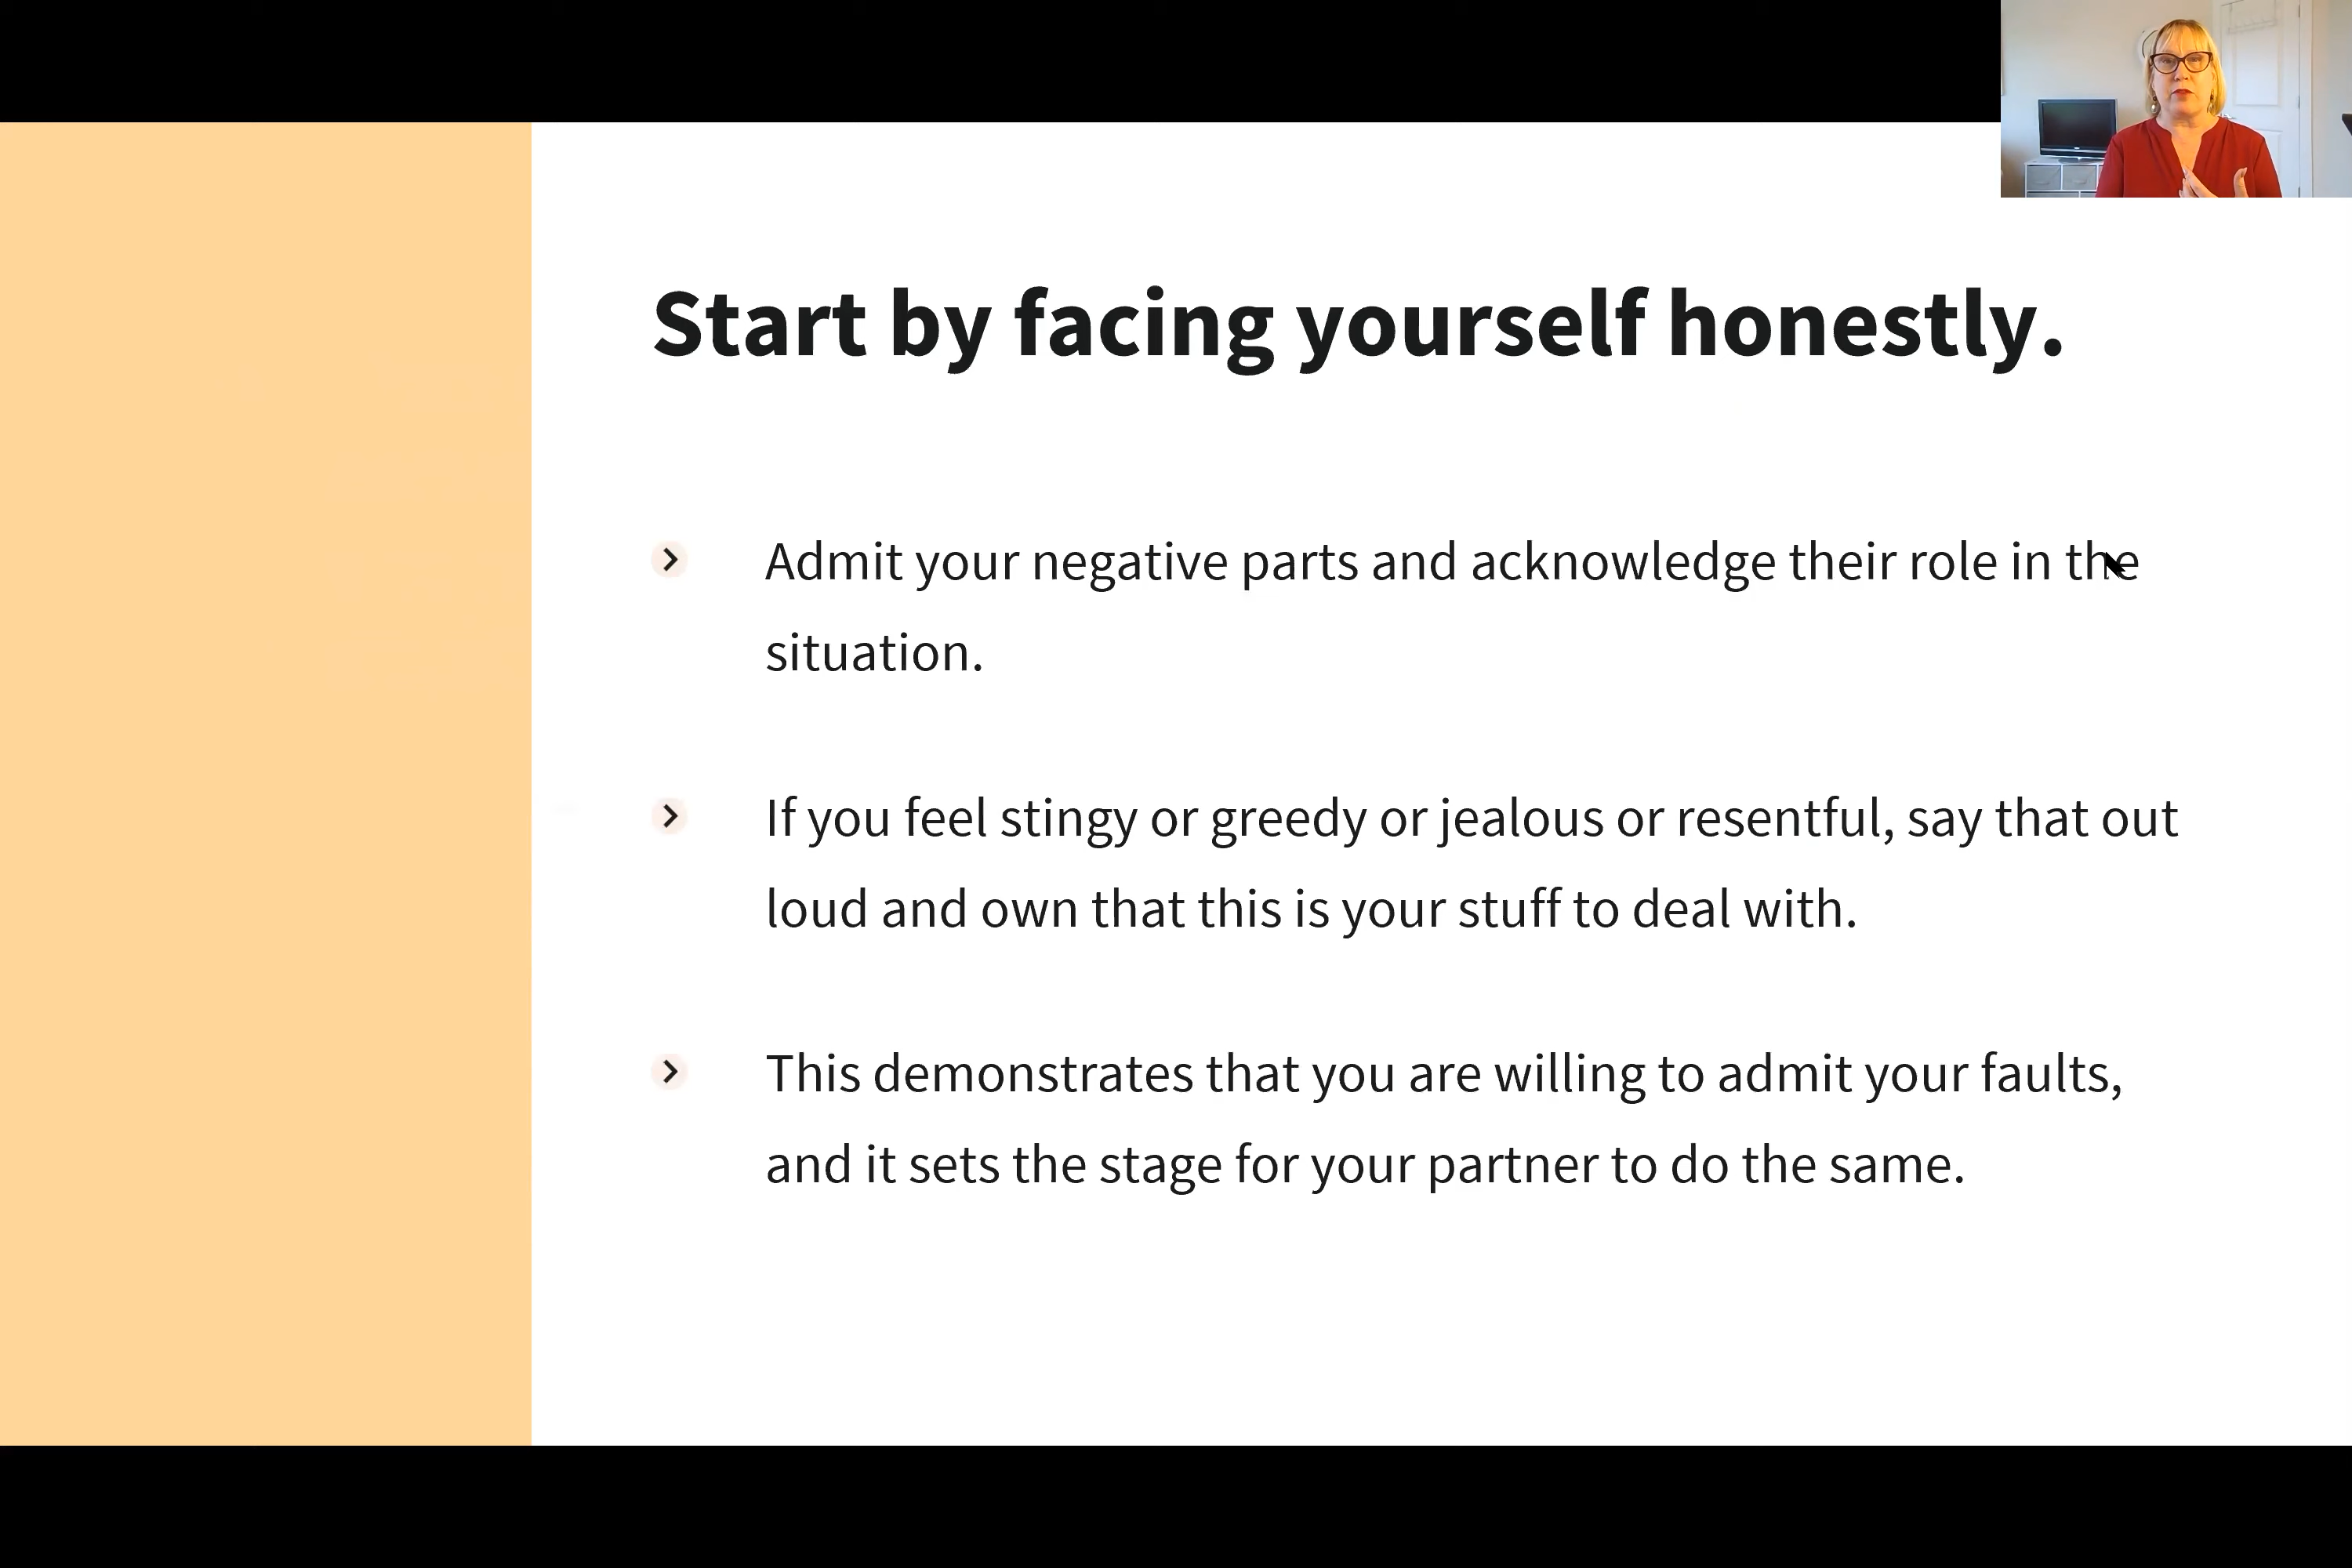 Start by facing yourself honestly.
Admit your negative parts and acknowledge their role in the
situation.
If you feel stingy or greedy or jealous or resentful, say that out
loud and own that this is your stuff to deal with.
This demonstrates that you are willing to admit your faults,
and it sets the stage for your partner to do the same.